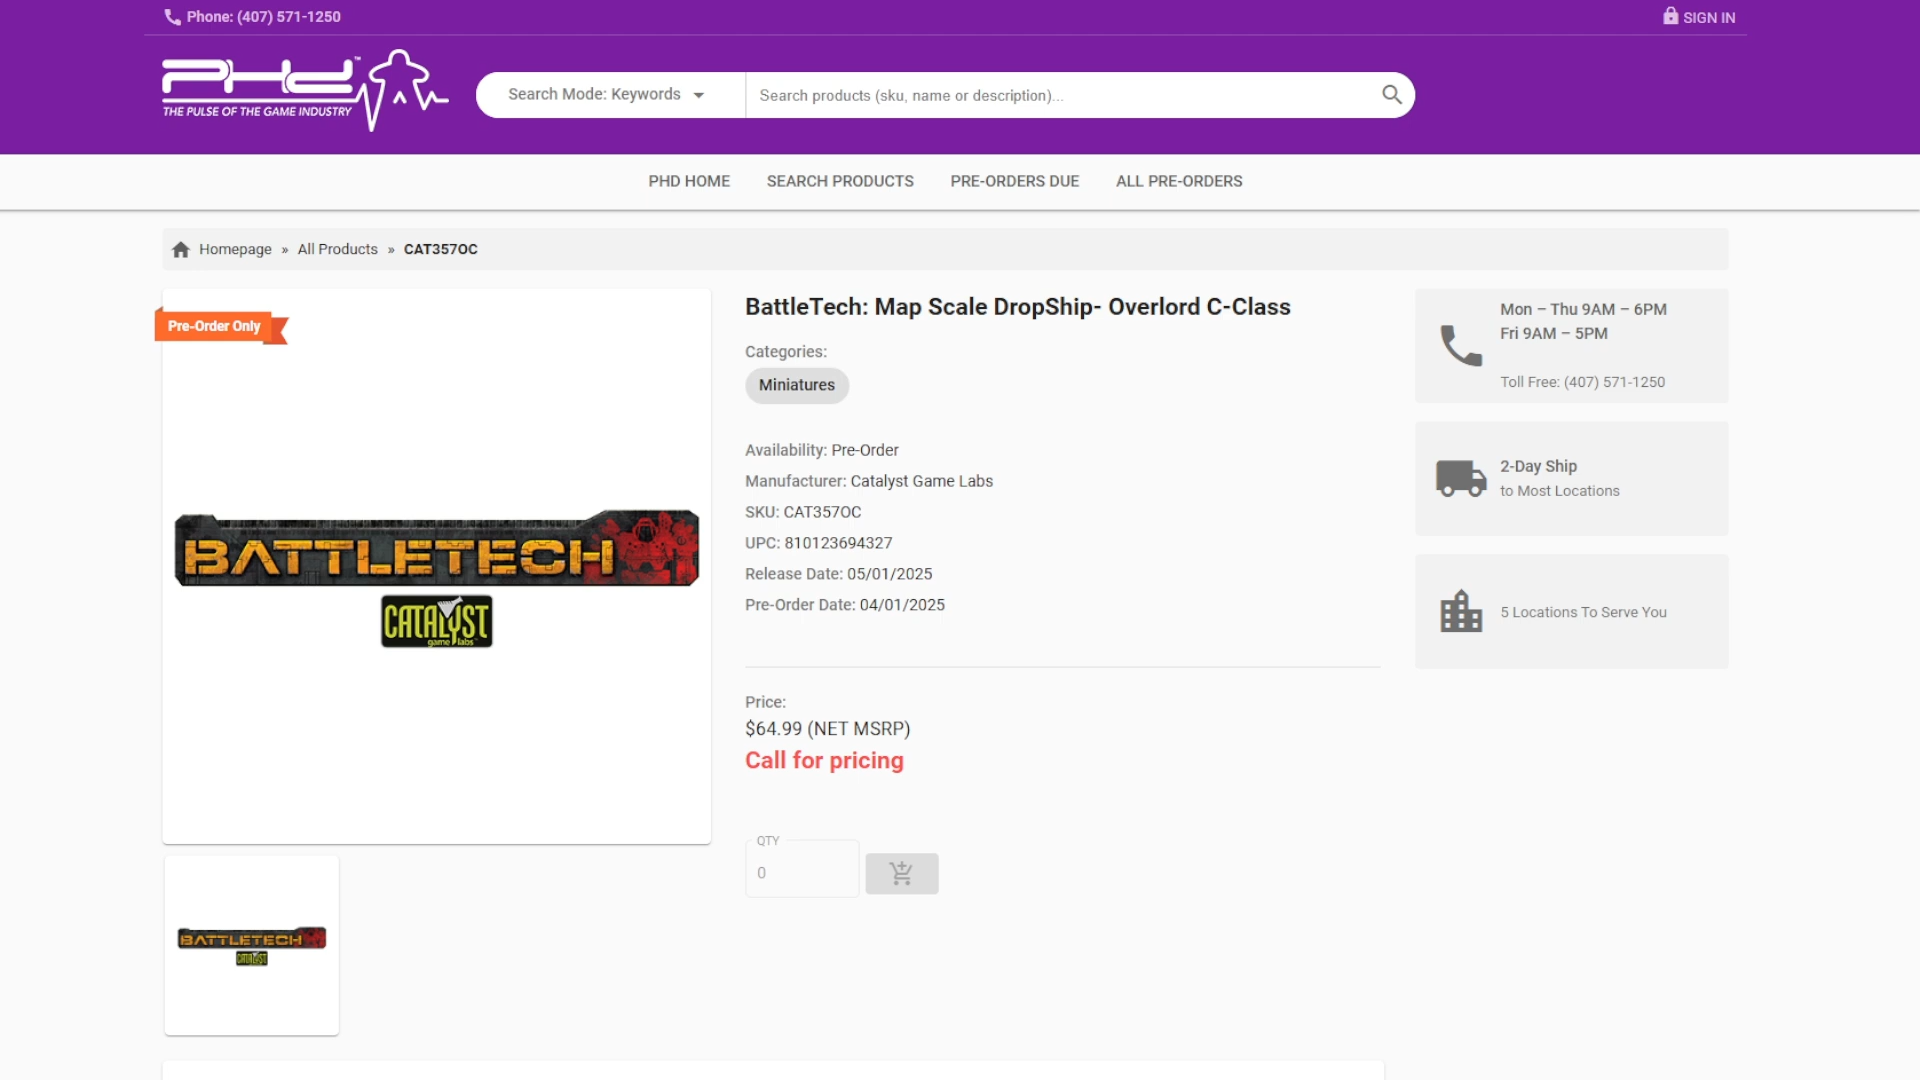 Phone: (407) 571-1250
SIGN IN
PHD™
THE PULSE OF THE GAME INDUSTRY
Search Mode: Keywords
Search products (sku, name or description)...
PHD HOME
SEARCH PRODUCTS
PRE-ORDERS DUE
ALL PRE-ORDERS
Homepage » All Products » CAT357OC
Pre-Order Only
BATTLETECH
CATALYST
game labs
BATTLETECH
CATALYST
BattleTech: Map Scale DropShip- Overlord C-Class
Categories:
Miniatures
Availability: Pre-Order
Manufacturer: Catalyst Game Labs
SKU: CAT357OC
UPC: 810123694327
Release Date: 05/01/2025
Pre-Order Date: 04/01/2025
Price:
$64.99 (NET MSRP)
Call for pricing
QTY
0
Mon – Thu 9AM – 6PM
Fri 9AM – 5PM
Toll Free: (407) 571-1250
2-Day Ship
to Most Locations
5 Locations To Serve You